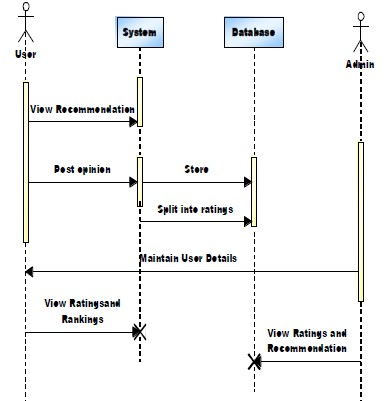 System
Database
User
Admin
View Recommendation
Post opinion
Store
Split into ratings
Maintain User Details
View Ratingsand
Rankings
View Ratings and
Recommendation